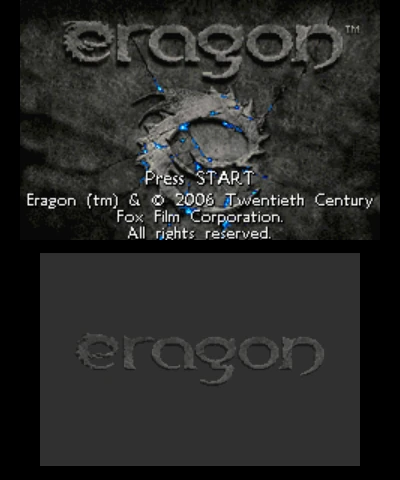 eragon™
Press START
Eragon (tm) & © 2006 Twentieth Century
Fox Film Corporation.
All rights reserved.
eragon